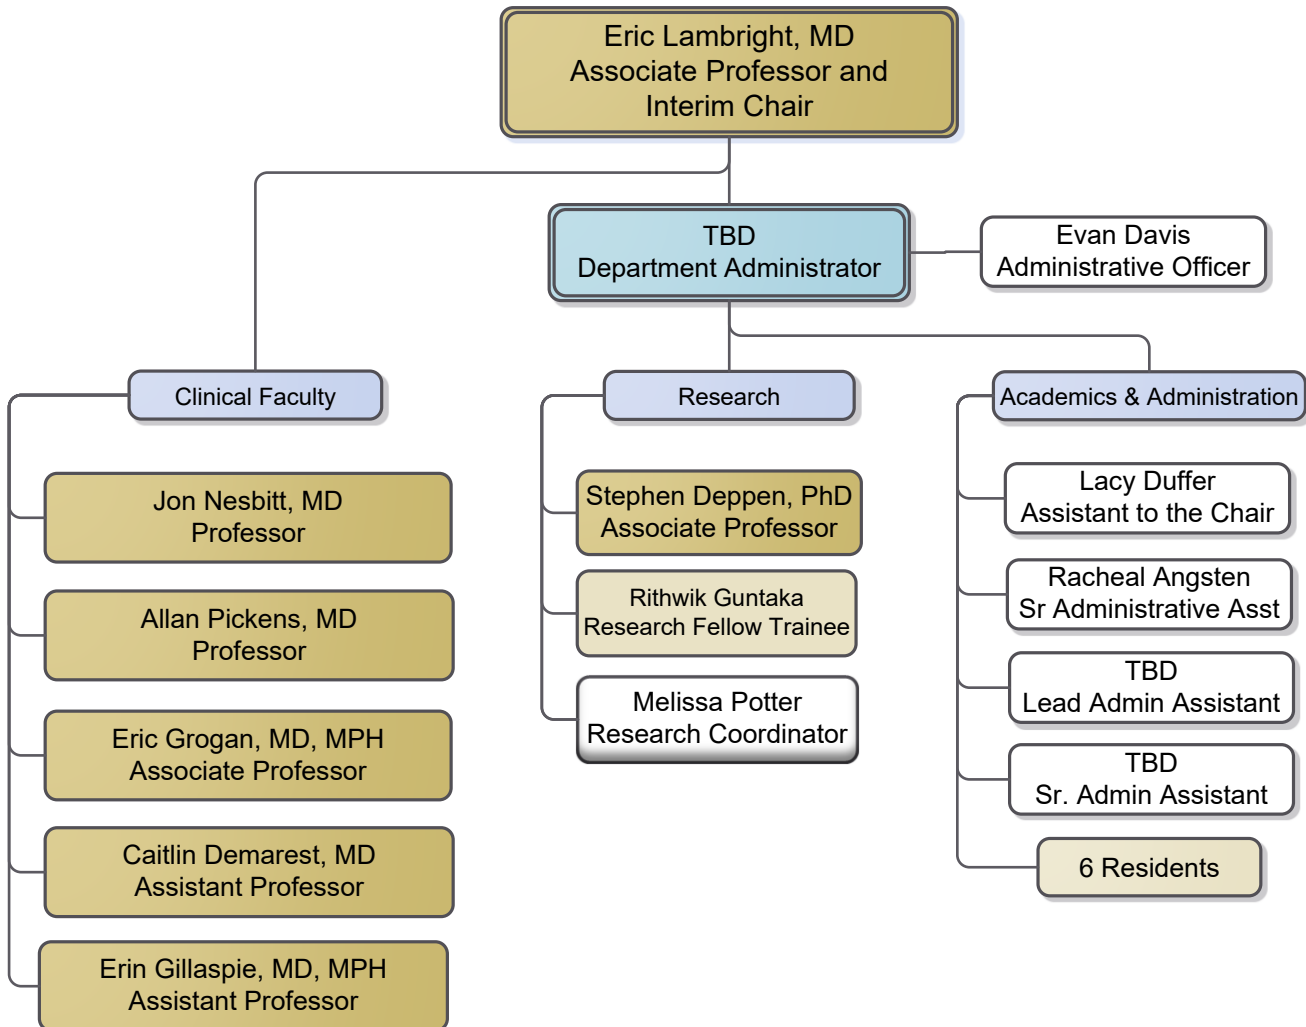 Eric Lambright, MD
Associate Professor and
Interim Chair
TBD
Department Administrator
Evan Davis
Administrative Officer
Clinical Faculty
Jon Nesbitt, MD
Professor
Allan Pickens, MD
Professor
Eric Grogan, MD, MPH
Associate Professor
Caitlin Demarest, MD
Assistant Professor
Erin Gillaspie, MD, MPH
Assistant Professor
Research
Stephen Deppen, PhD
Associate Professor
Rithwik Guntaka
Research Fellow Trainee
Melissa Potter
Research Coordinator
Academics & Administration
Lacy Duffer
Assistant to the Chair
Racheal Angsten
Sr Administrative Asst
TBD
Lead Admin Assistant
TBD
Sr. Admin Assistant
6 Residents